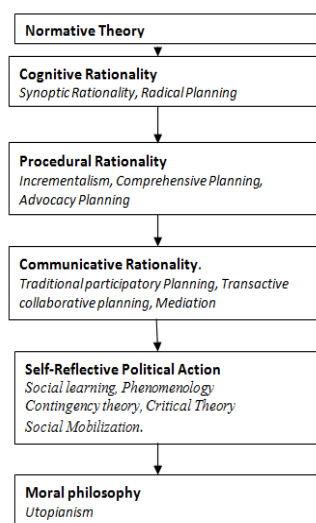 Normative Theory
Cognitive Rationality
Synoptic Rationality, Radical Planning
Procedural Rationality
Incrementalism, Comprehensive Planning,
Advocacy Planning
Communicative Rationality.
Traditional participatory Planning, Transactive
collaborative planning, Mediation
Self-Reflective Political Action
Social learning, Phenomenology
Contingency theory, Critical Theory
Social Mobilization.
Moral philosophy
Utopianism